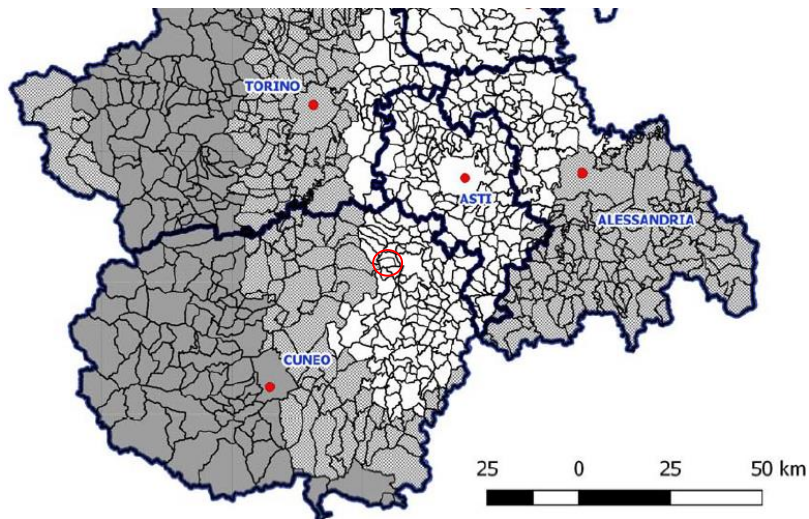 TORINO
ASTI
ALESSANDRIA
CUNEO
25 0 25 50 km